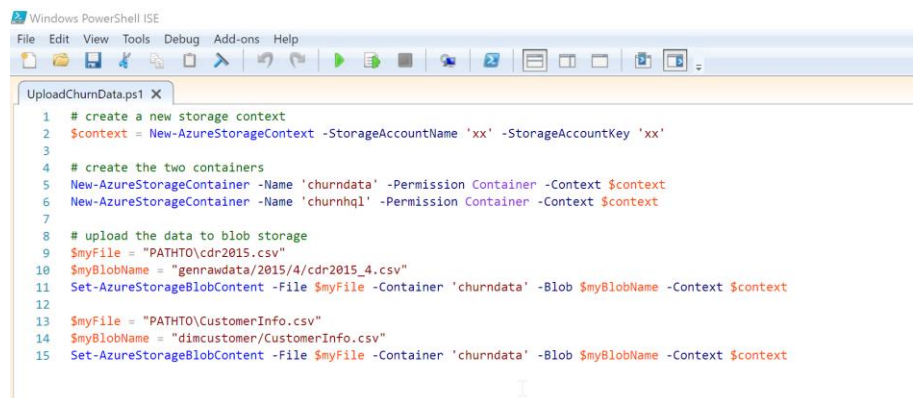 Windows PowerShell ISE
File Edit View Tools Debug Add-ons Help
UploadChurnData.ps1 X
1 # create a new storage context
2 $context = New-AzureStorageContext -StorageAccountName 'xx' -StorageAccountKey 'xx'
3
4 # create the two containers
5 New-AzureStorageContainer -Name 'churndata' -Permission Container -Context $context
6 New-AzureStorageContainer -Name 'churnhql' -Permission Container -Context $context
7
8 # upload the data to blob storage
9 $myFile = "PATHTO\cdr2015.csv"
10 $myBlobName = "genrawdata/2015/4/cdr2015_4.csv"
11 Set-AzureStorageBlobContent -File $myFile -Container 'churndata' -Blob $myBlobName -Context $context
12
13 $myFile = "PATHTO\CustomerInfo.csv"
14 $myBlobName = "dimcustomer/CustomerInfo.csv"
15 Set-AzureStorageBlobContent -File $myFile -Container 'churndata' -Blob $myBlobName -Context $context